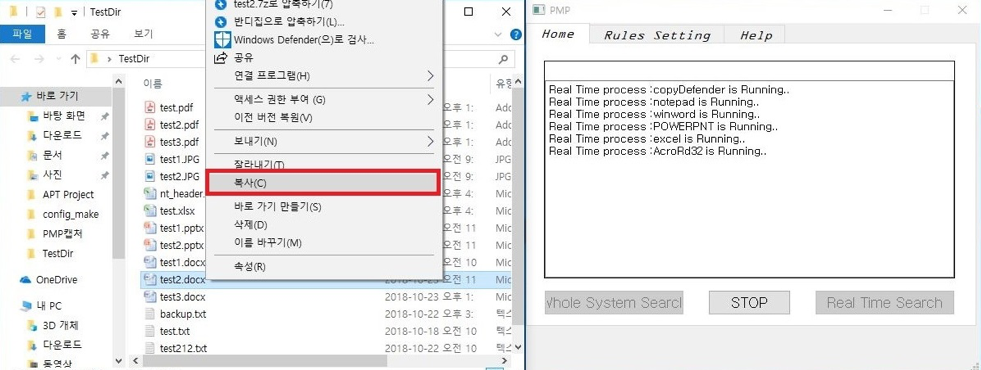 TestDir
파일
홈
공유
보기
TestDir
바로 가기
바탕 화면
다운로드
문서
사진
APT Project
config_make
PMP캡처
TestDir
OneDrive
내 PC
3D 개체
다운로드
동영상
이름
유형
test.pdf
오후 1:
test2.pdf
오후 1:
test3.pdf
오후 1:
test1.JPG
오전 9:
JPG
test2.JPG
오전 9:
JPG
nt_header.
오후 4:
test.xlsx
오후 4:
Mic
test1.pptx
오전 11
Mic
test2.pptx
오전 11
Mic
test1.docx
오전 10
Mic
test2.docx
오전 11
Mic
test3.docx
2018-10-23 오후 1:
Mic
backup.txt
2018-10-22 오후 3:
텍스
test.txt
2018-10-18 오전 10
텍스
test212.txt
2018-10-22 오전 10
텍스
test2.7z로 압축하기(7)
반디집으로 압축하기(L)...
Windows Defender(으)로 검사...
공유
연결 프로그램(H)
액세스 권한 부여 (G)
이전 버전 복원(V)
보내기(N)
잘라내기(T)
복사(C)
바로 가기 만들기(S)
삭제(D)
이름 바꾸기(M)
속성(R)
PMP
Home
Rules Setting
Help
Real Time process :copyDefender is Running..
Real Time process :notepad is Running..
Real Time process :winword is Running..
Real Time process :POWERPNT is Running..
Real Time process :excel is Running..
Real Time process :AcroRd32 is Running..
Whole System Search
STOP
Real Time Search